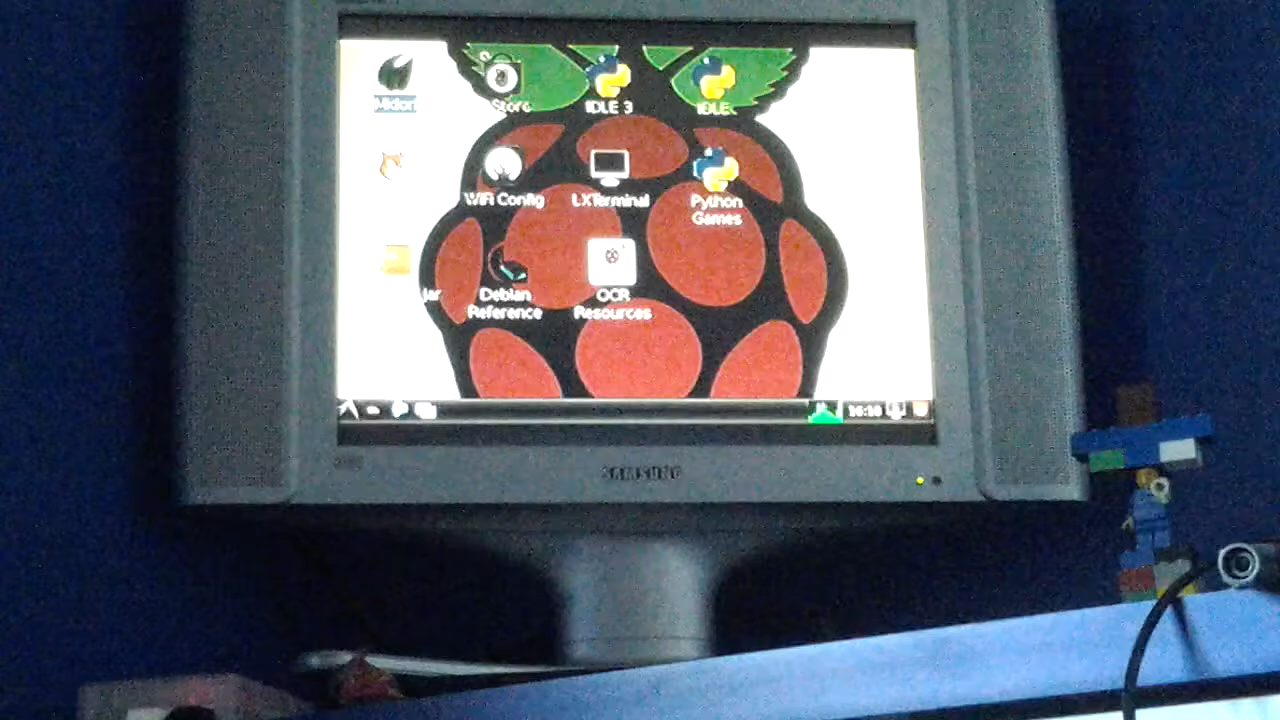 Midori
Store
IDLE 3
IDLE
WiFi Config
LXTerminal
Python
Games
Debian
Reference
OCR
Resources
SAMSUNG